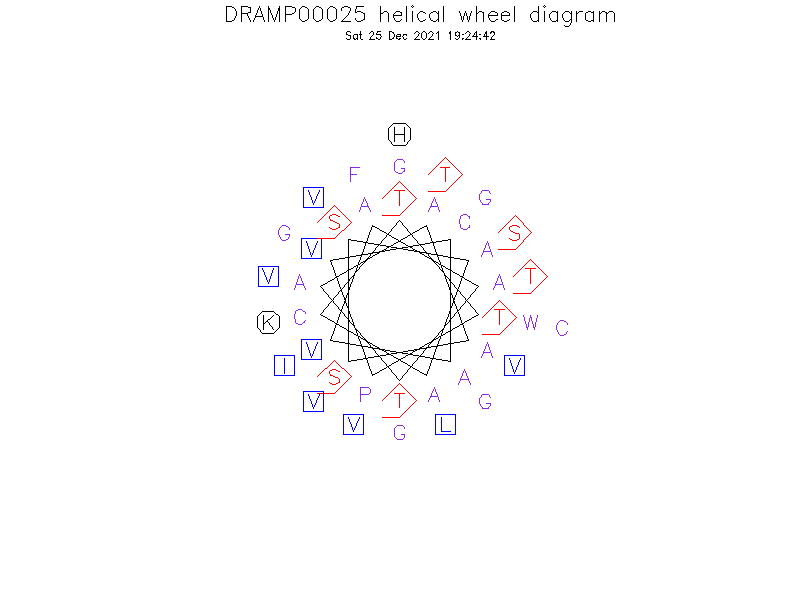 DRAMP00025 helical wheel diagram
Sat 25 Dec 2021 19:24:42
H
F G T
V A T A G
S C
G V A S
V A A T
K C T W C
I V A V
S A
V P T A G
V G L